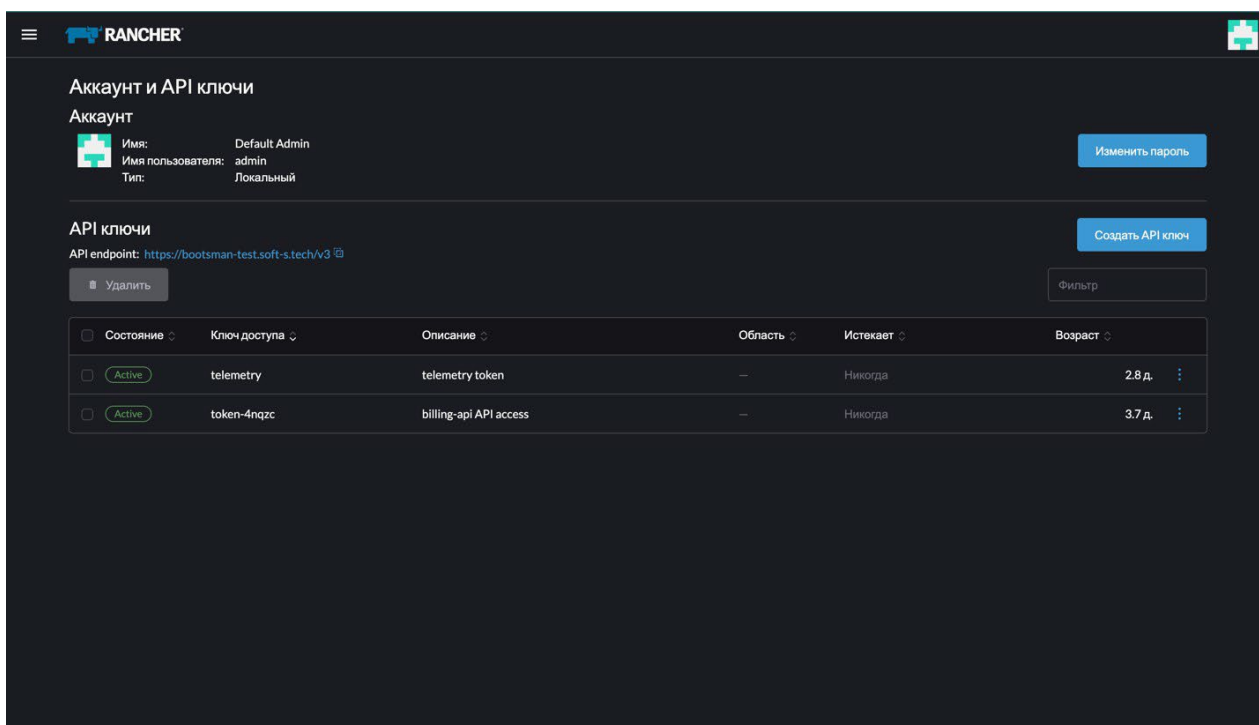 RANCHER
Аккаунт и API ключи
Аккаунт
Имя: Default Admin
Имя пользователя: admin
Тип: Локальный
Изменить пароль
API ключи
Создать API ключ
API endpoint: https://bootsman-test.soft-s.tech/v3
Удалить
Фильтр
Состояние Ключ доступа Описание Область Истекает Возраст
Active telemetry telemetry token — Никогда 2.8 д.
Active token-4nqzc billing-api API access — Никогда 3.7 д.